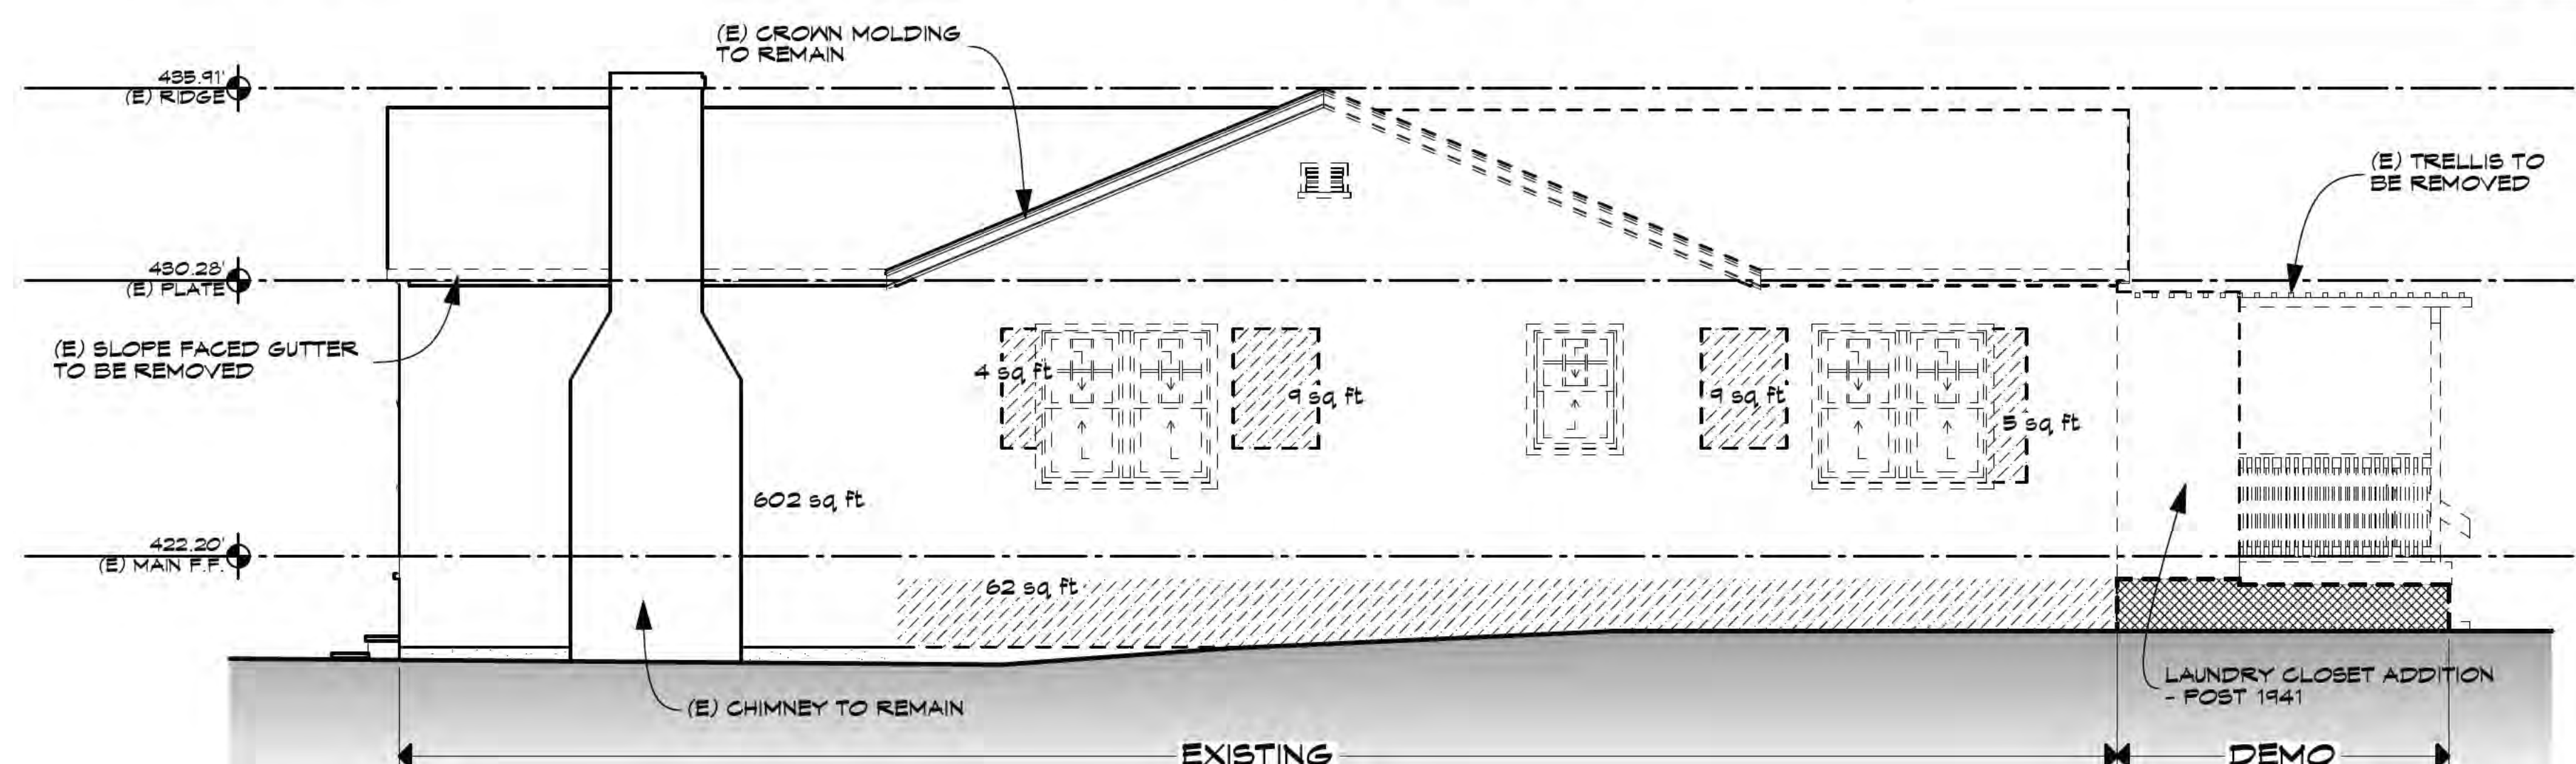 (E) CROWN MOLDING
TO REMAIN
435.91'
(E) RIDGE
(E) TRELLIS TO
BE REMOVED
430.28'
(E) PLATE
(E) SLOPE FACED GUTTER
TO BE REMOVED
4 sq ft
9 sq ft
9 sq ft
5 sq ft
602 sq ft
422.20'
(E) MAIN F.F.
62 sq ft
LAUNDRY CLOSET ADDITION
- POST 1941
(E) CHIMNEY TO REMAIN
EXISTING
DEMO